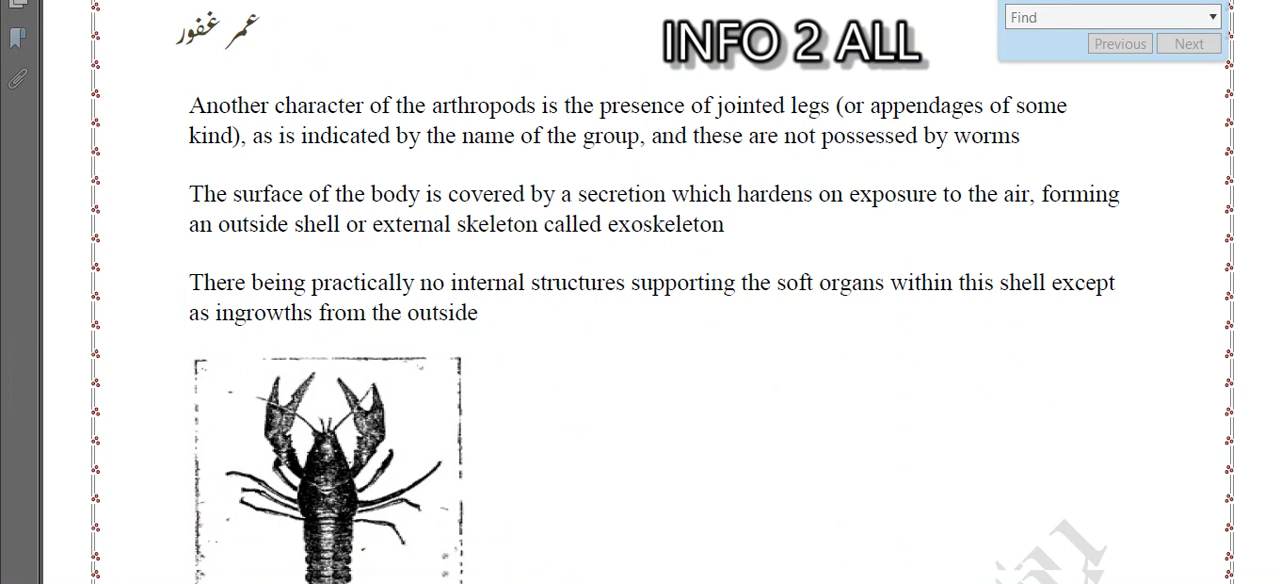 عمر غفور
INFO 2 ALL
Find
Previous
Next
Another character of the arthropods is the presence of jointed legs (or appendages of some
kind), as is indicated by the name of the group, and these are not possessed by worms
The surface of the body is covered by a secretion which hardens on exposure to the air, forming
an outside shell or external skeleton called exoskeleton
There being practically no internal structures supporting the soft organs within this shell except
as ingrowths from the outside